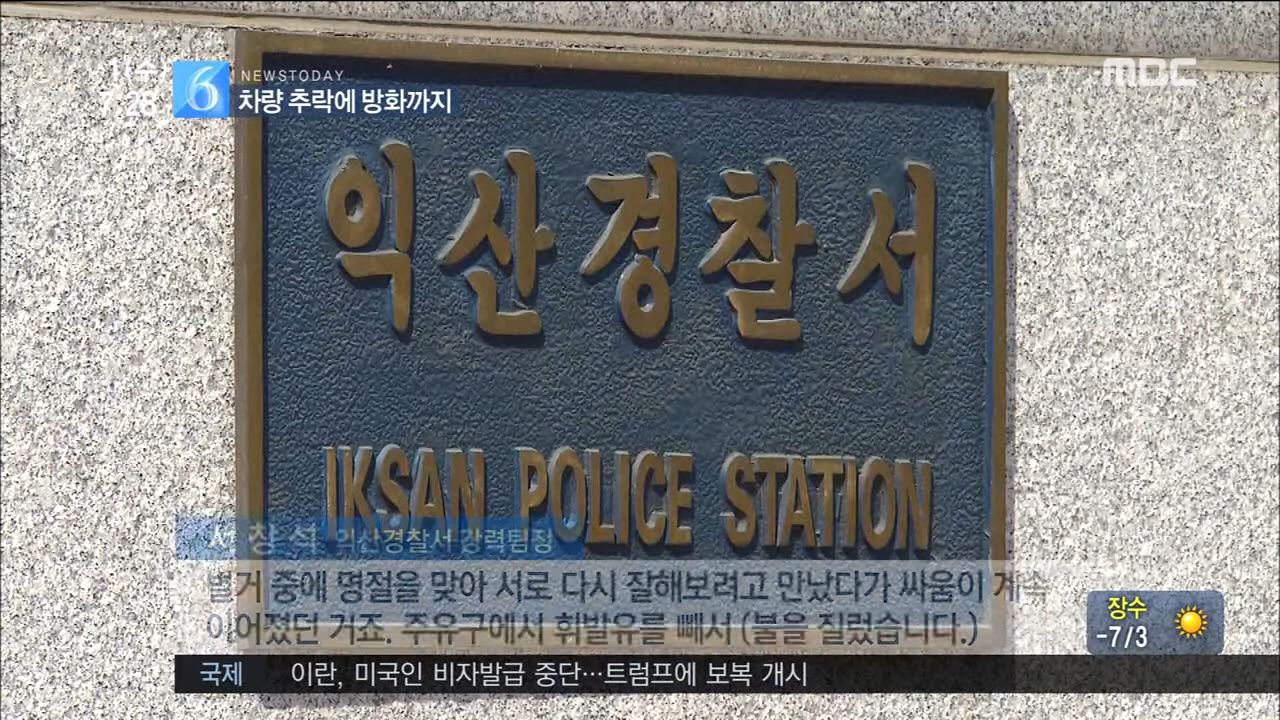 NEWSTODAY
MBC
6
차량 추락에 방화까지
익산경찰서
IKSAN POLICE STATION
서창석 익산경찰서 강력팀장
별거 중에 명절을 맞아 서로 다시 잘해보려고 만났다가 싸움이 계속
이어졌던 거죠. 주유구에서 휘발유를 빼서 (불을 질렀습니다.)
장수
-7/3
국제 이란, 미국인 비자발급 중단…트럼프에 보복 개시